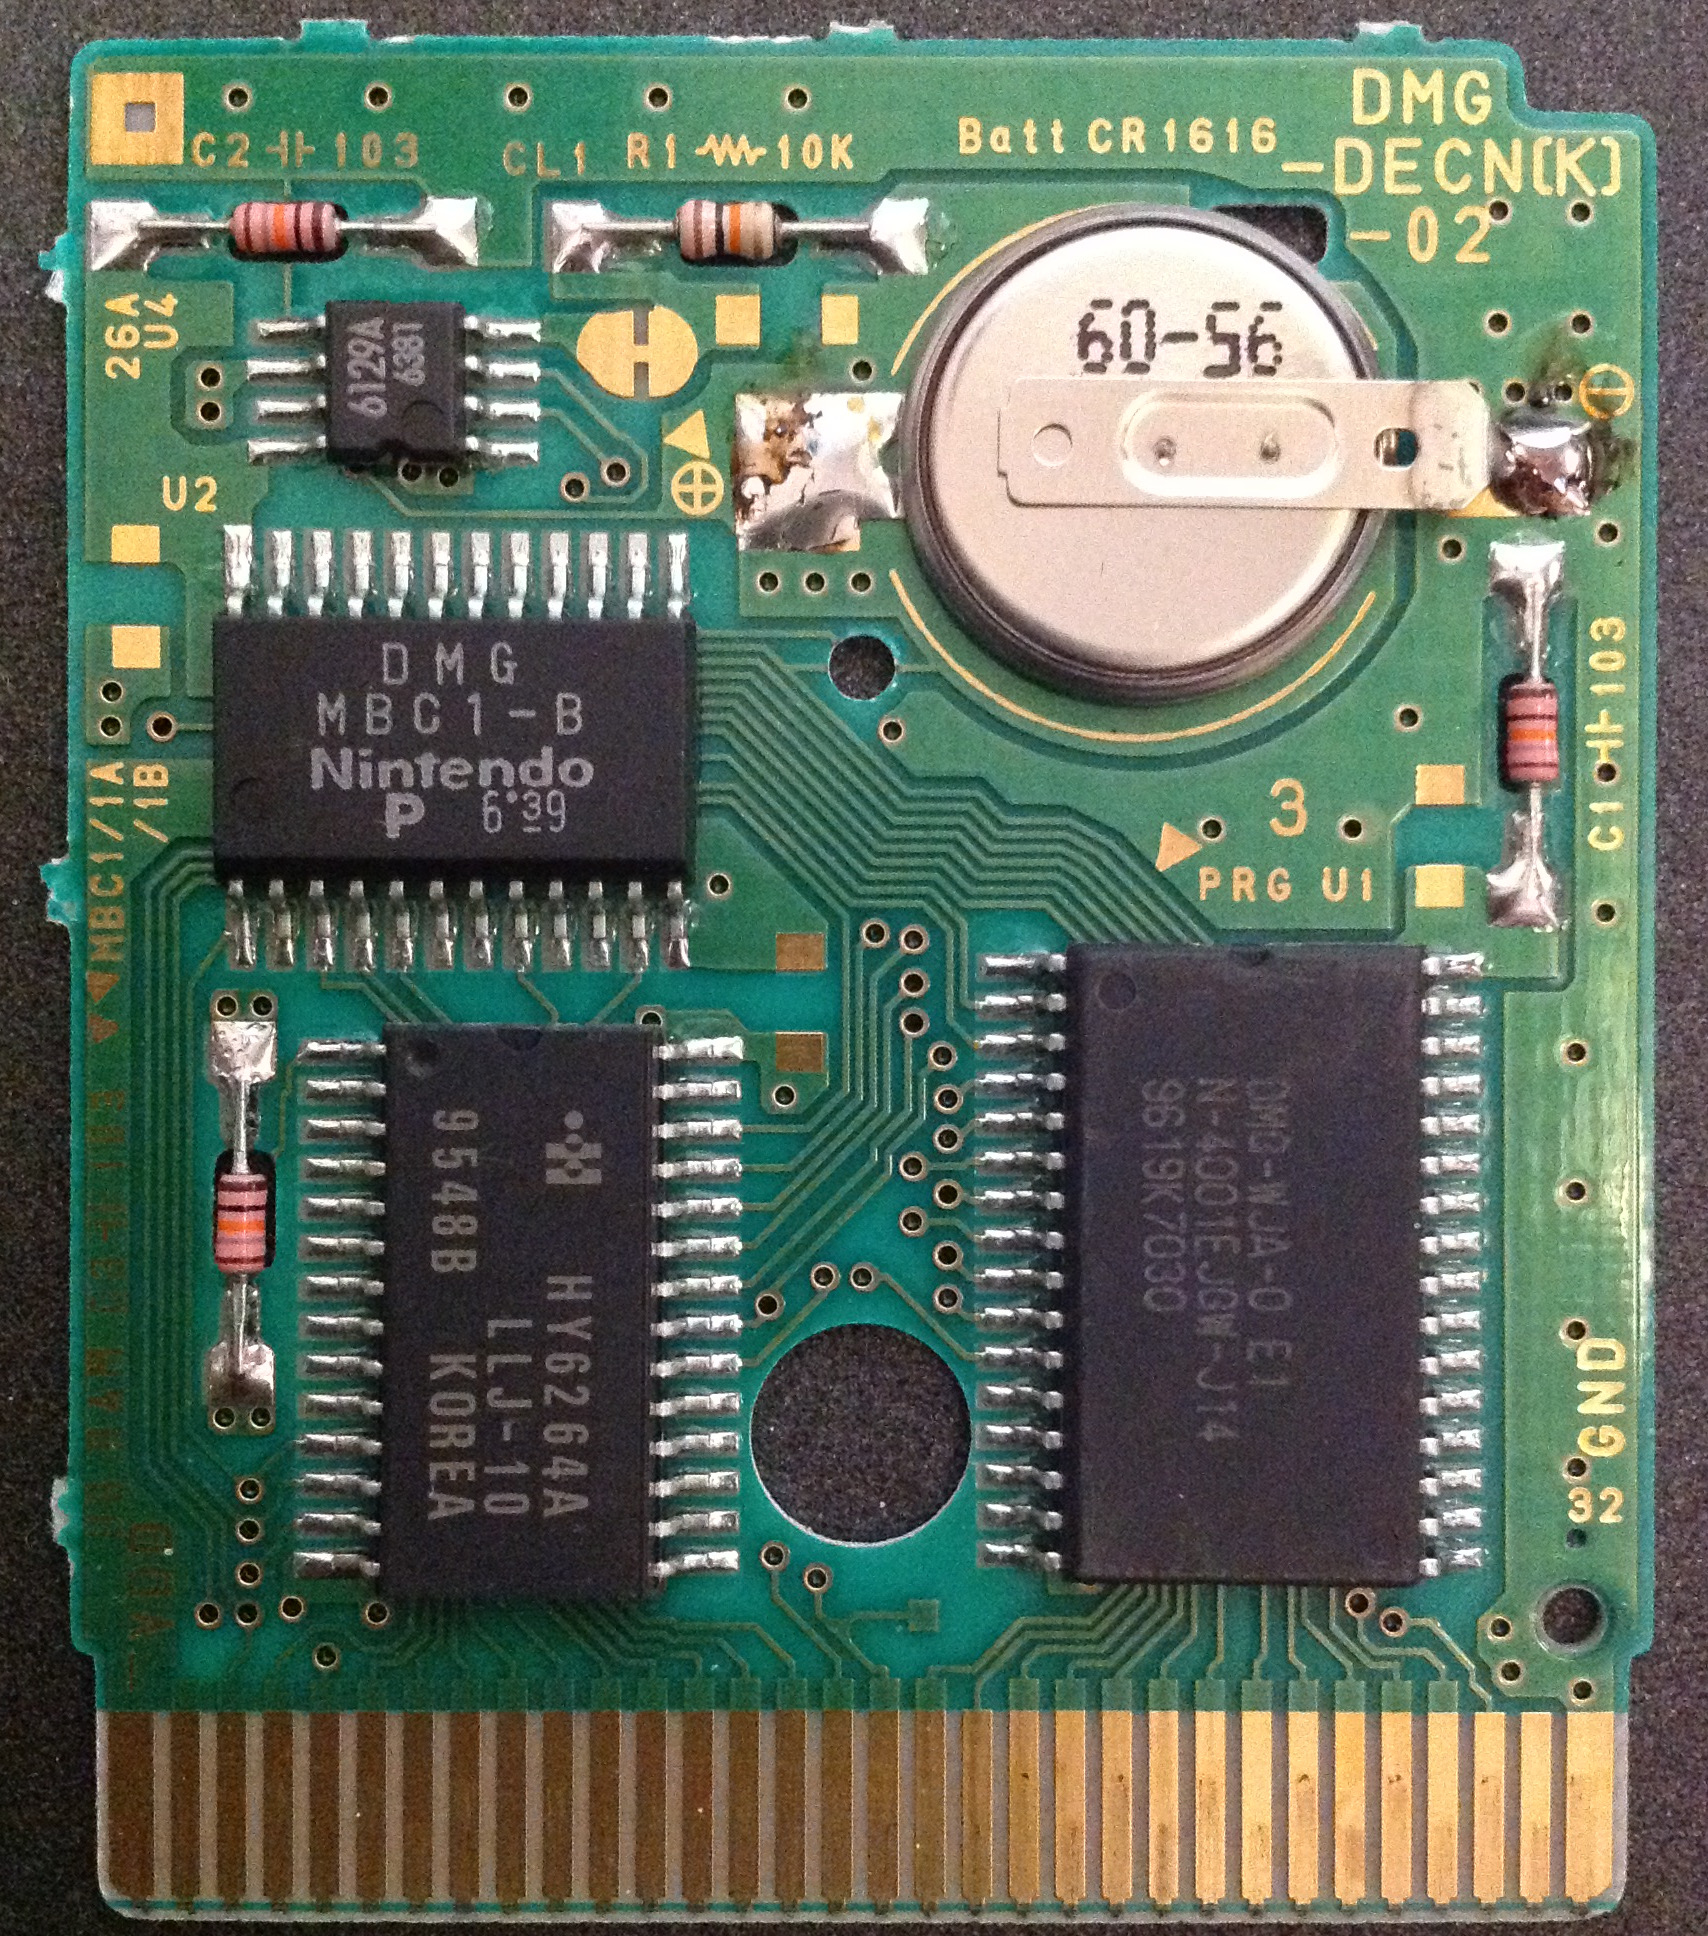 C2 103
CL1
R1 10K
Batt CR1616
DMG
-DECN(K)
-02
26A
U4
6129A
6381
60-56
U2
DMG
MBC1-B
Nintendo
P 6'39
MBC1/1A
/1B
C1 103
3
PRG U1
HY6264A
LLJ-10
9548B KOREA
DMG-WJA-0 E1
N-4001EJGW-J14
9619K7030
GND
32